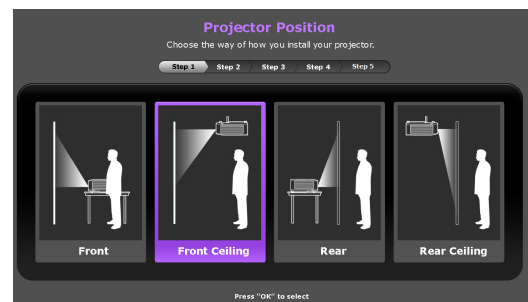 Projector Position
Choose the way of how you install your projector.
Step 1 Step 2 Step 3 Step 4 Step 5
Front Front Ceiling Rear Rear Ceiling
Press "OK" to select